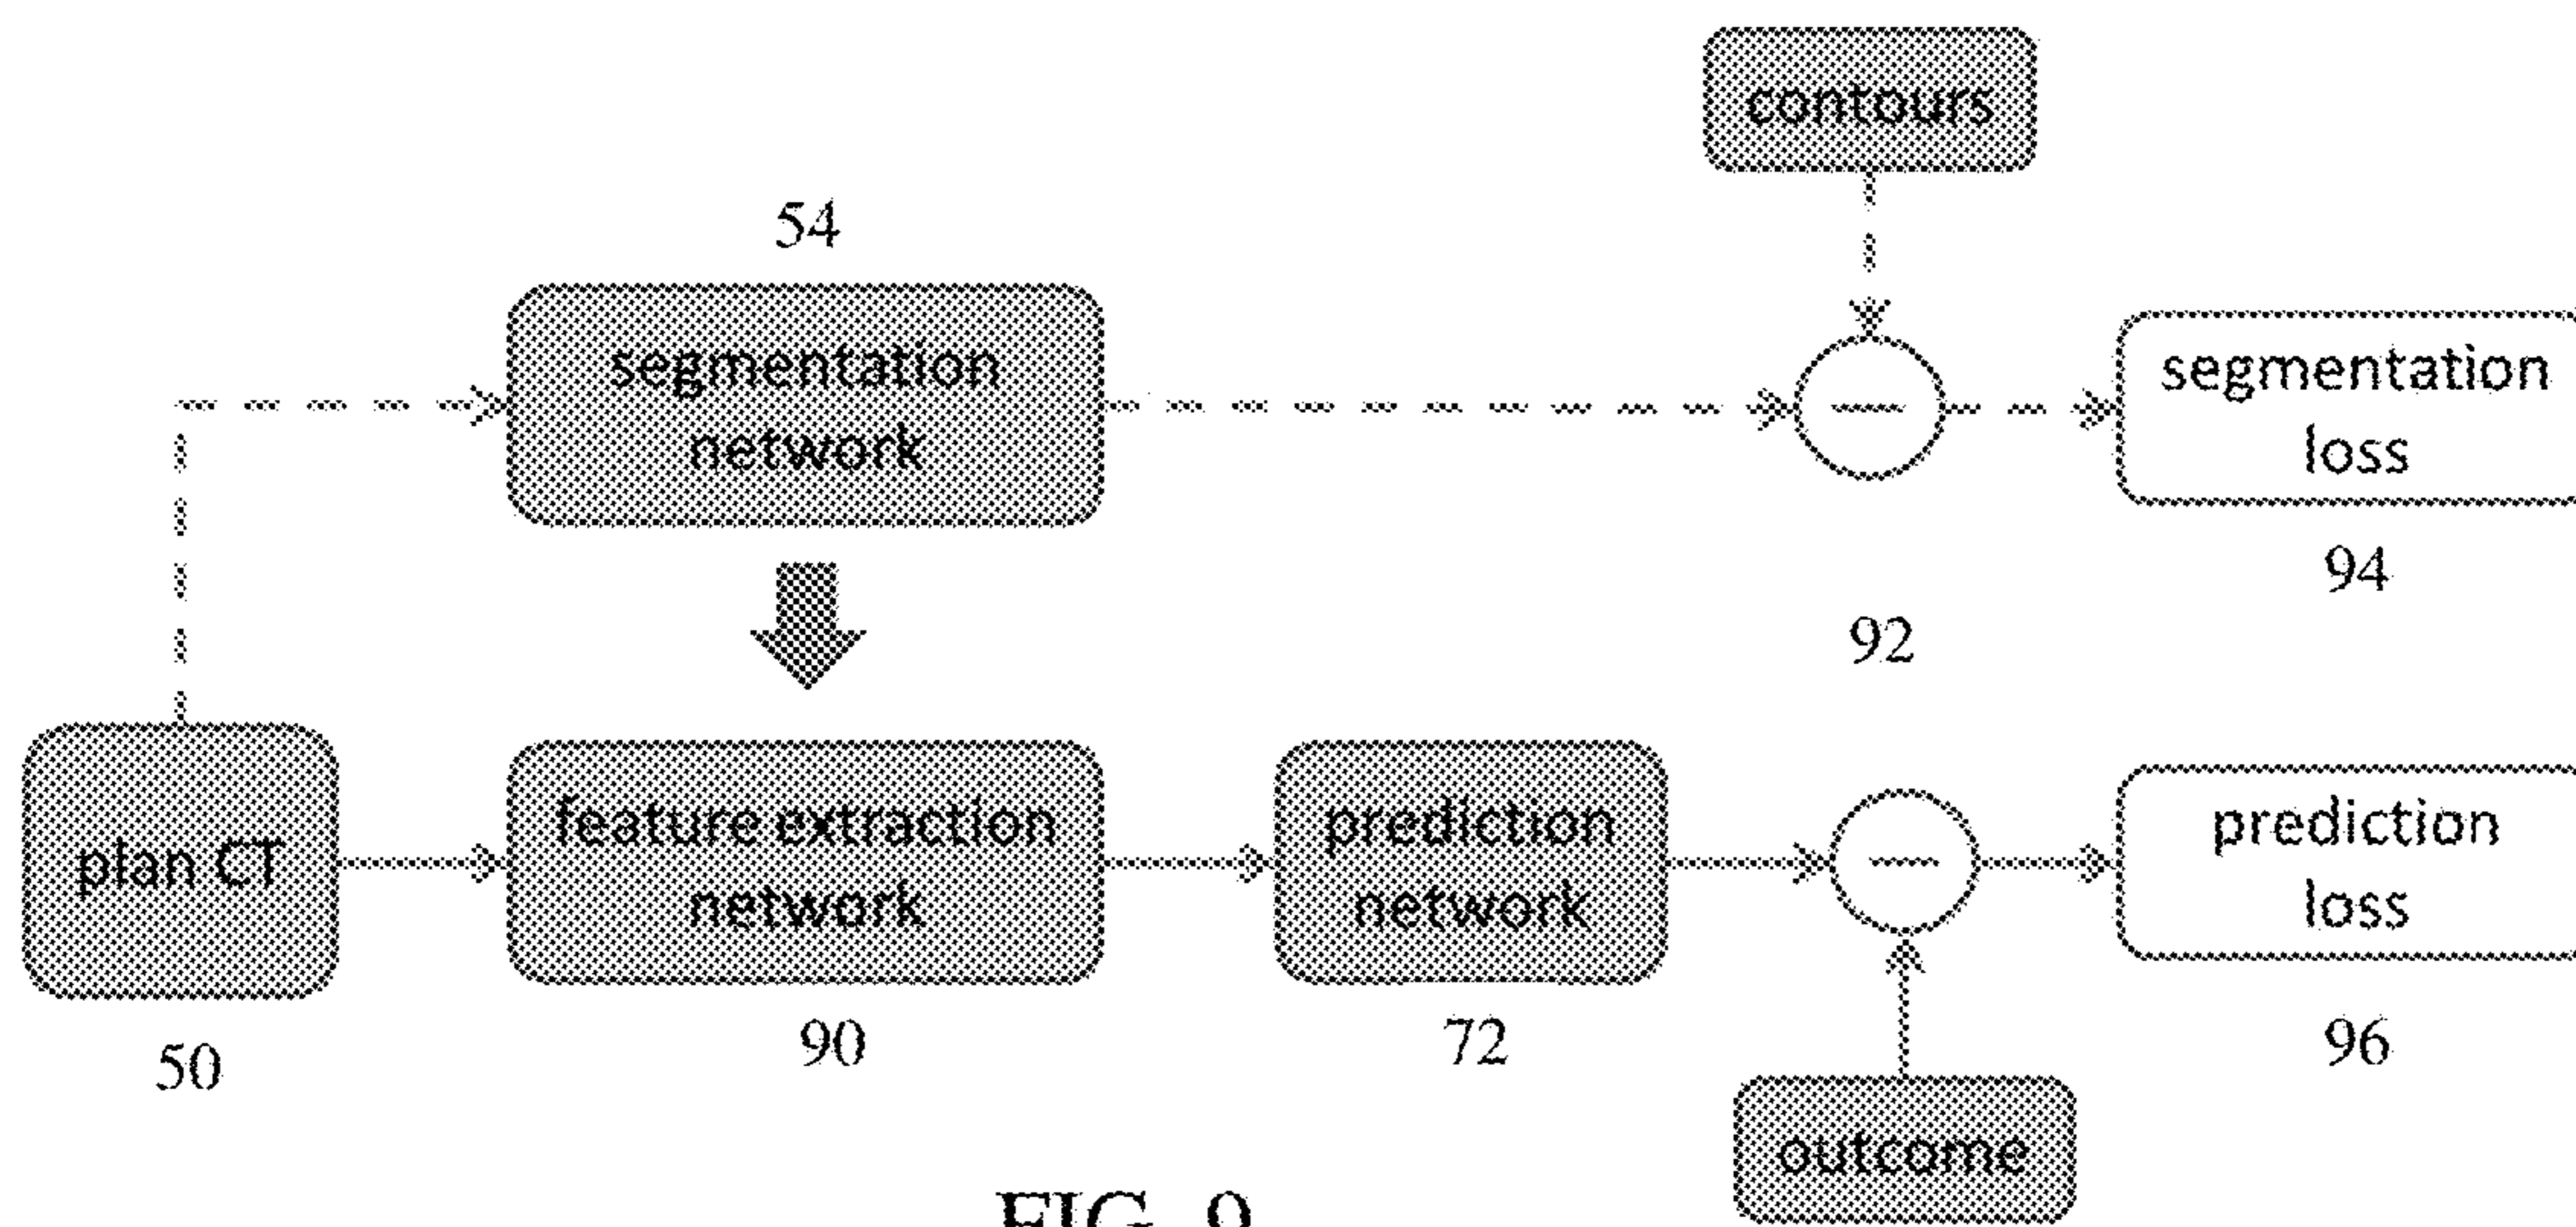 contours
54
segmentation
network
segmentation
loss
94
92
plan CT
50
feature extraction
network
90
prediction
network
72
prediction
loss
96
outcome
FIG. 9